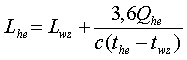 L_he = L_wz + 3,6Q_he / c(t_he − t_wz)